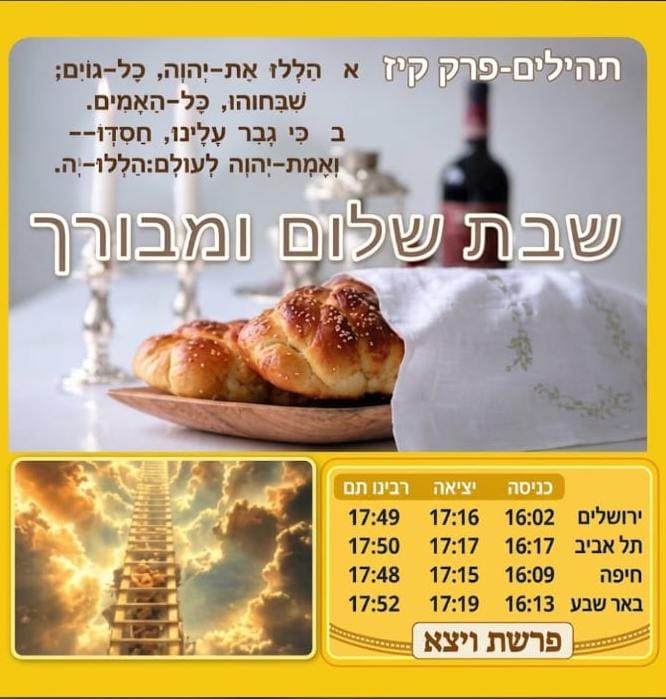 תהילים-פרק קיז
א הַלְלוּ אֶת-יְהוָה, כָּל-גּוֹיִם;
שַׁבְּחוּהוּ, כָּל-הָאֻמִּים.
ב כִּי גָבַר עָלֵינוּ, חַסְדּוֹ--
וֶאֱמֶת-יְהוָה לְעוֹלָם:הַלְלוּ-יָהּ.
שבת שלום ומבורך
כניסה יציאה רבינו תם
ירושלים 16:02 17:16 17:49
תל אביב 16:17 17:17 17:50
חיפה 16:09 17:15 17:48
באר שבע 16:13 17:19 17:52
פרשת ויצא